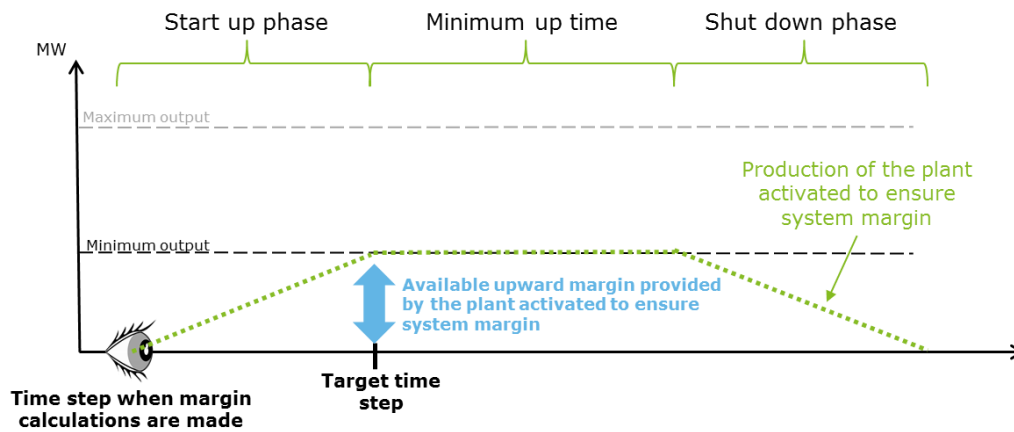 Start up phase
Minimum up time
Shut down phase
MW
Maximum output
Production of the plant
activated to ensure
system margin
Minimum output
Available upward margin provided
by the plant activated to ensure
system margin
Target time
step
Time step when margin
calculations are made